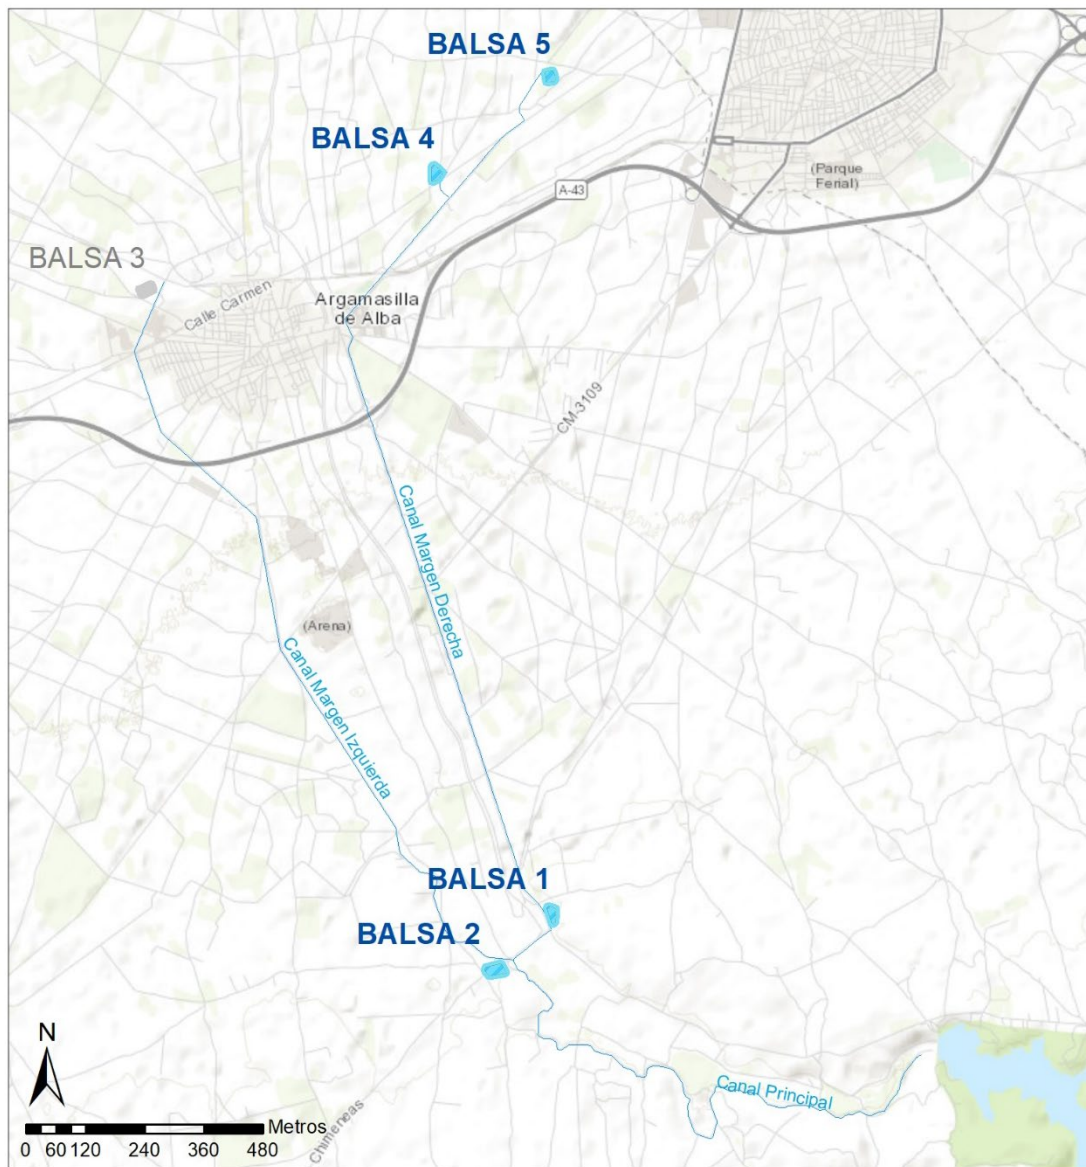 BALSA 5
BALSA 4
A-43
(Parque
Ferial)
BALSA 3
Calle Carmen
Argamasilla
de Alba
CM-3109
Canal Margen Derecha
(Arena)
Canal Margen Izquierda
BALSA 1
BALSA 2
N
Canal Principal
Metros
0 60 120 240 360 480
Chimeneas